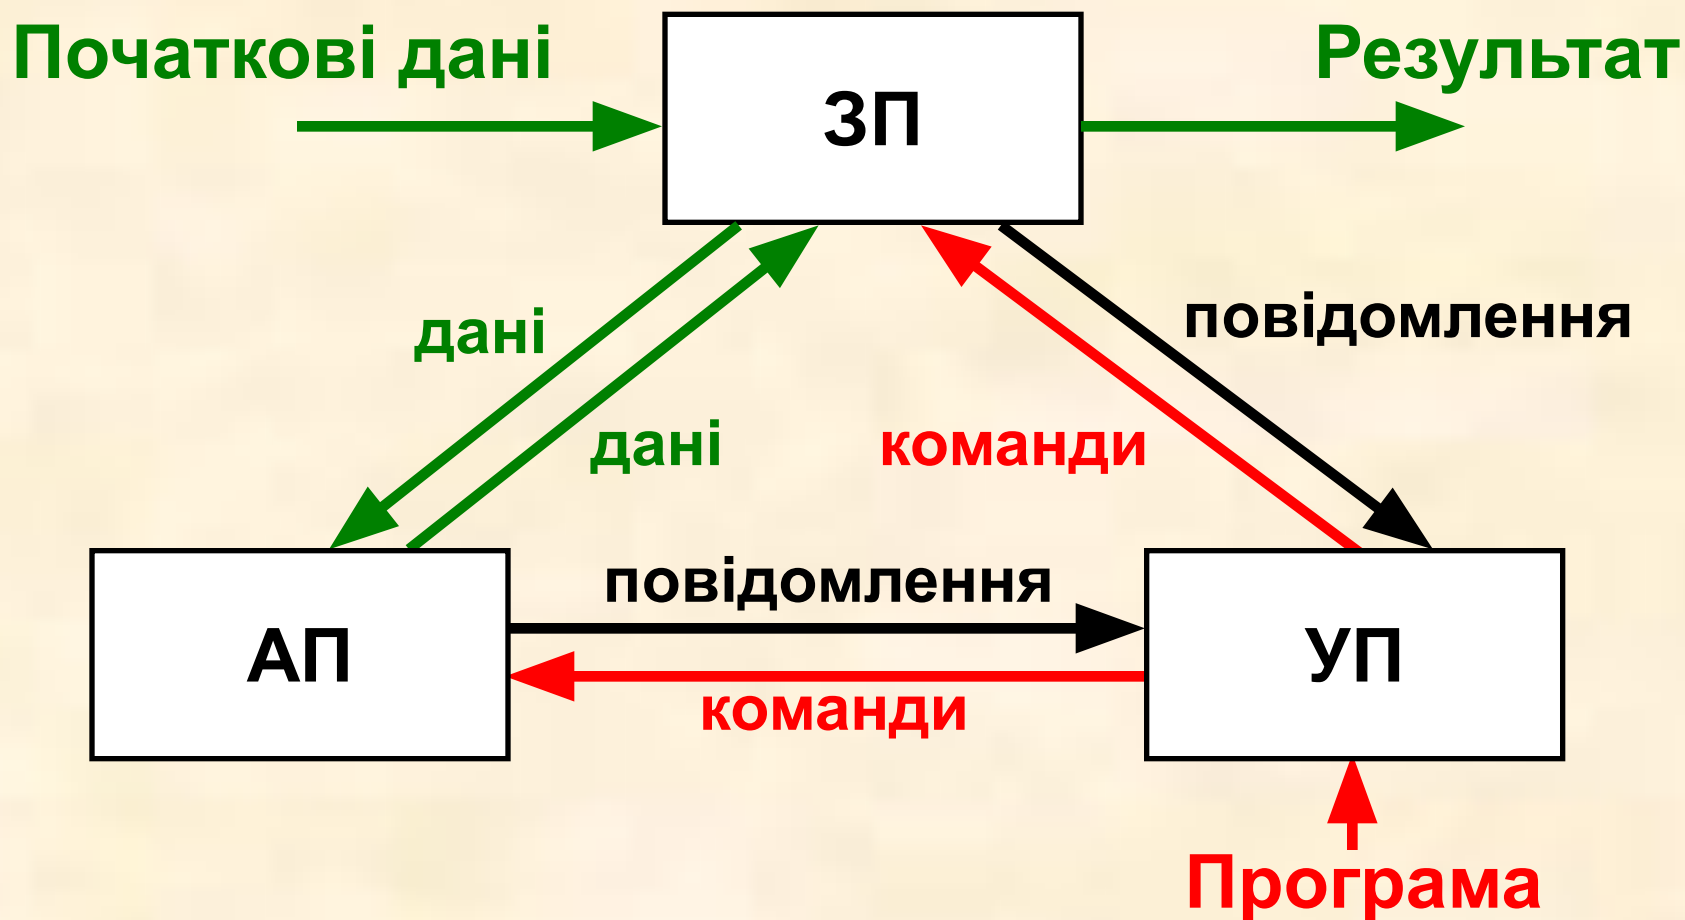 Початкові дані
Результат
ЗП
повідомлення
дані
дані
команди
повідомлення
АП
УП
команди
Програма